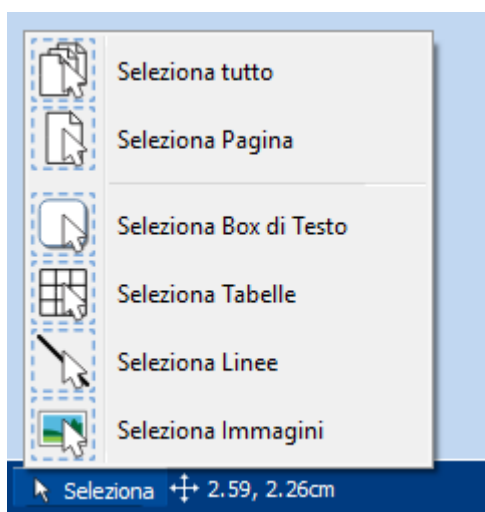 Seleziona tutto
Seleziona Pagina
Seleziona Box di Testo
Seleziona Tabelle
Seleziona Linee
Seleziona Immagini
Seleziona 2.59, 2.26cm